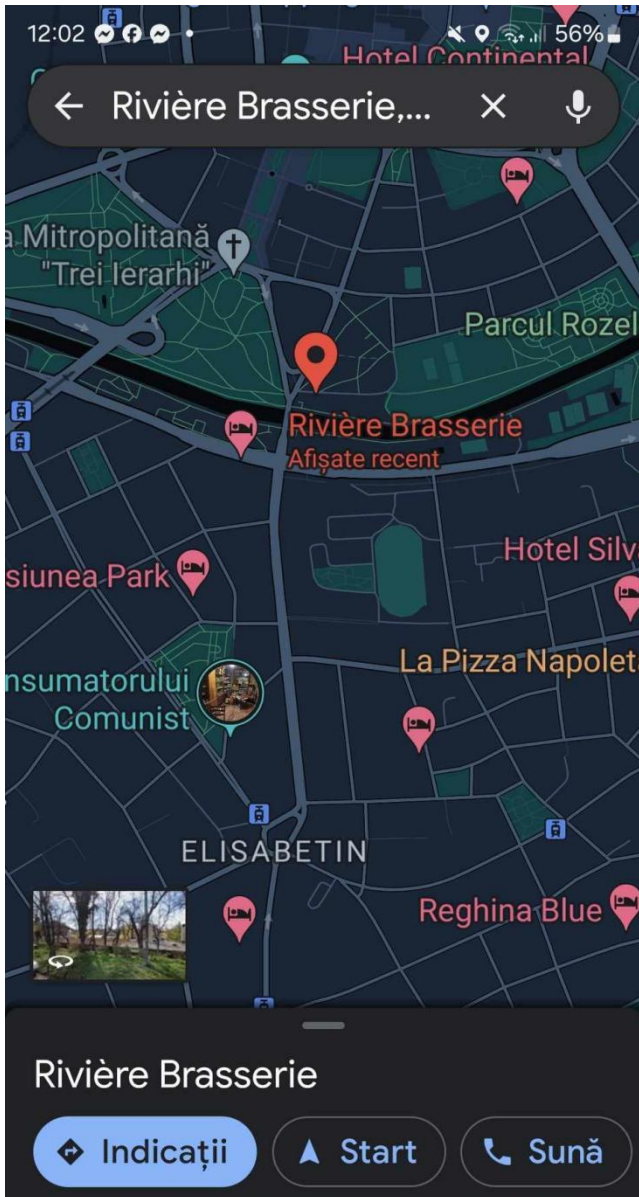 12:02
56%
Hotel Continental
Rivière Brasserie,...
a Mitropolitană
"Trei Ierarhi"
Parcul Rozel
Rivière Brasserie
Afișate recent
Hotel Silv
siunea Park
La Pizza Napolet
nsumatorului
Comunist
ELISABETIN
Reghina Blue
Rivière Brasserie
Indicații
Start
Sună